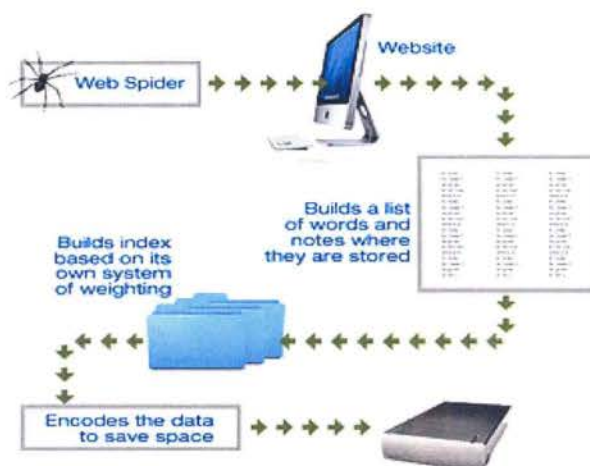 Web Spider
Website
Builds a list
of words and
notes where
they are stored
Builds index
based on its
own system
of weighting
Encodes the data
to save space